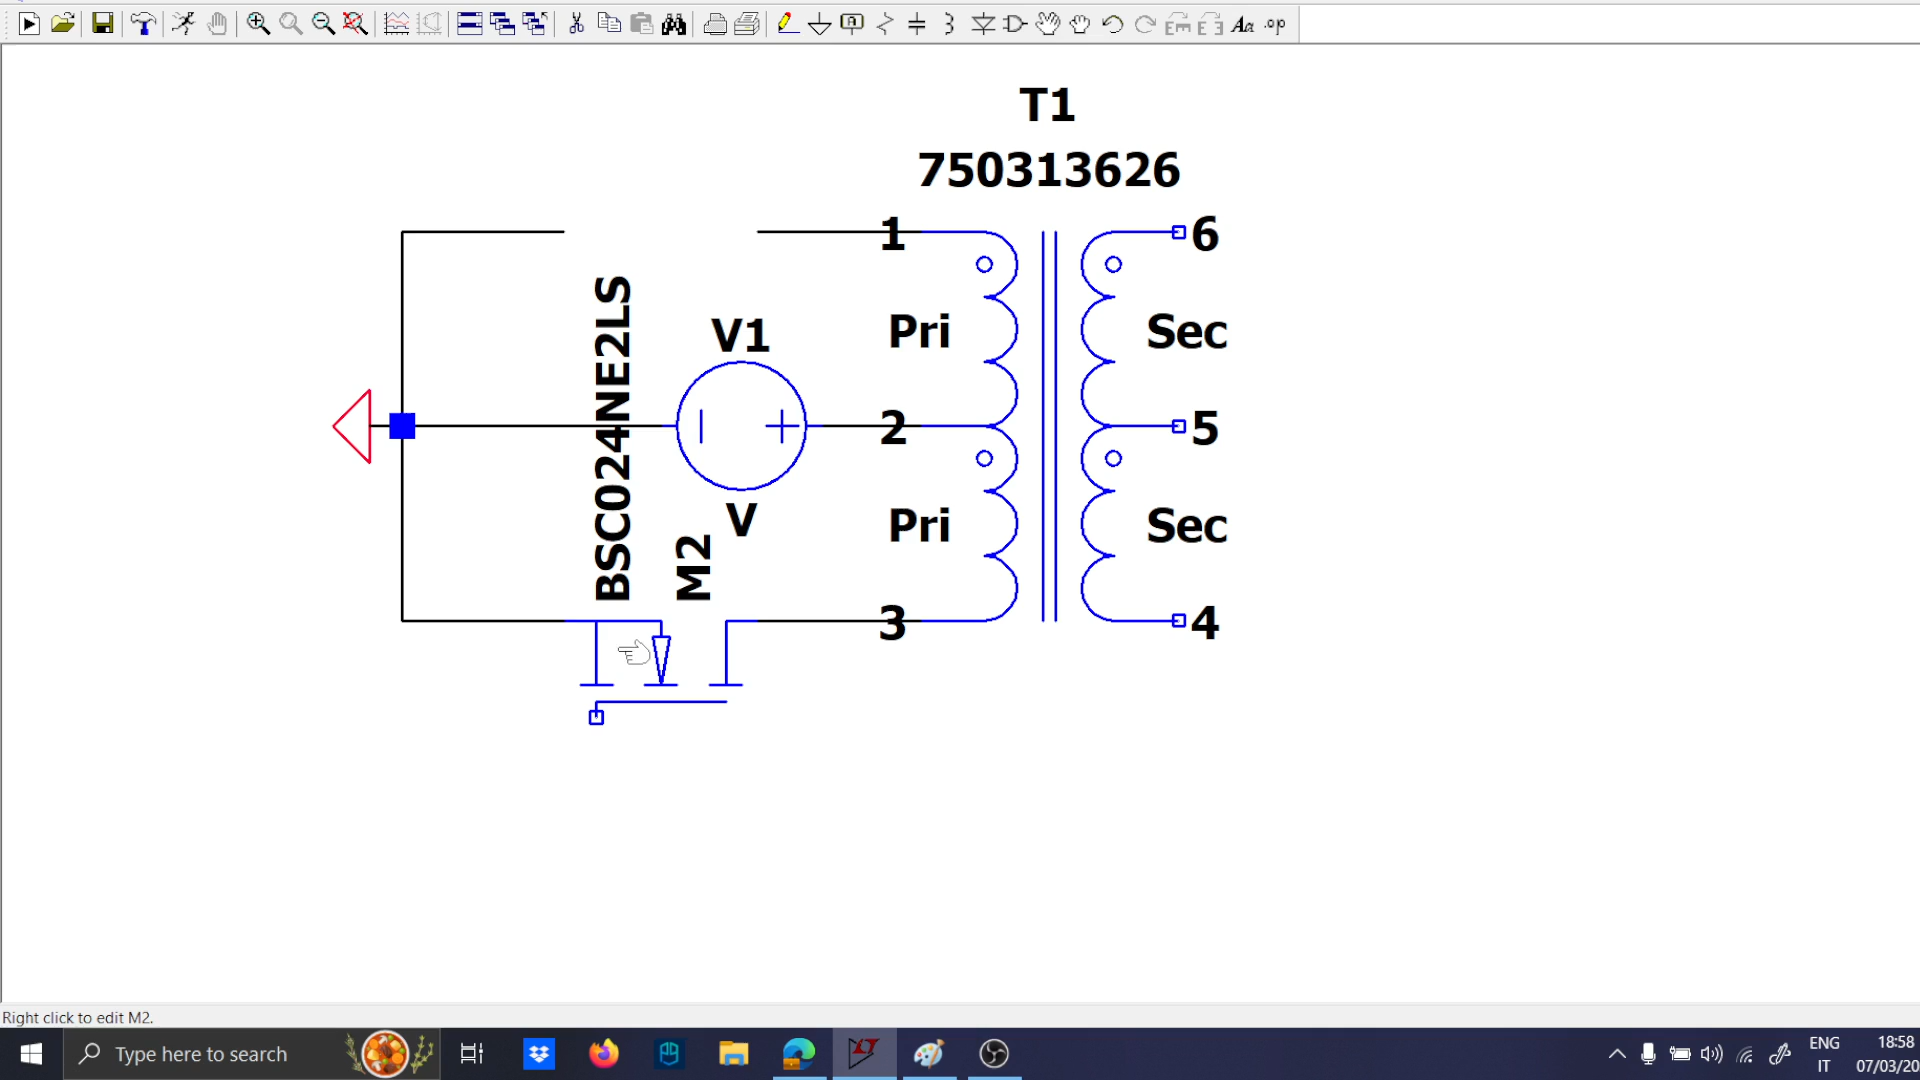 T1
750313626
1
6
BSC024NE2LS
V1
Pri
Sec
2
5
V
M2
Pri
Sec
3
4
Right click to edit M2.
Type here to search
ENG
IT
18:58
07/03/20